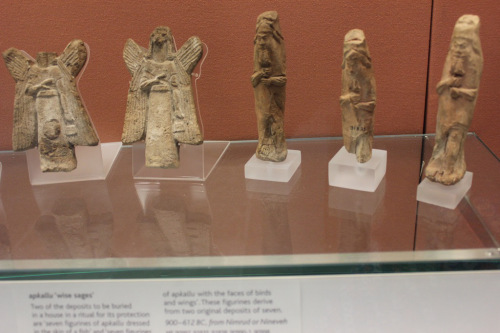 apkallu 'wise sages'
Two of the deposits to be buried
in a house in a ritual for its protection
are 'seven figurines of apkallu dressed
of apkallu with the faces of birds
and wings'. These figurines derive
from two original deposits of seven.
900–612 BC, from Nimrud or Nineveh